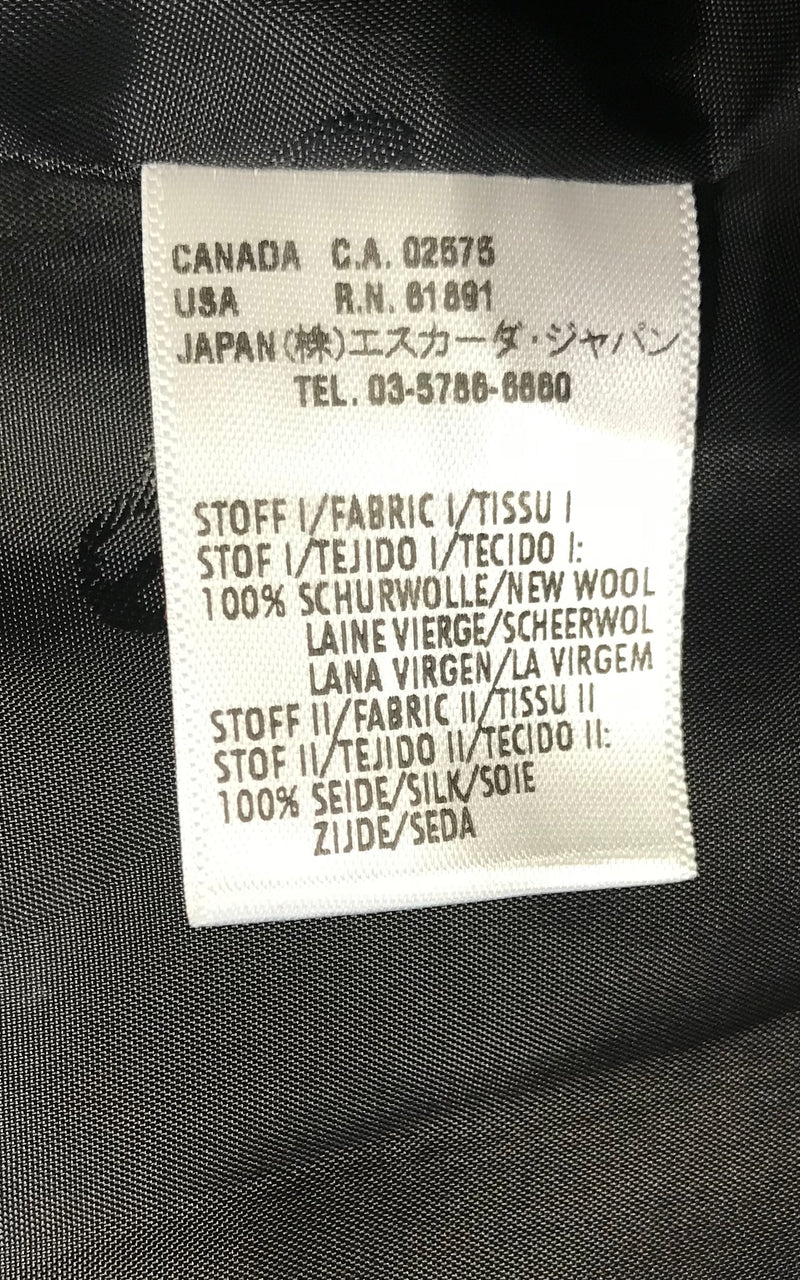 CANADA C.A. 02575
USA R.N. 61891
JAPAN (株)エスカーダ・ジャパン
TEL. 03-5786-6660
STOFF I/FABRIC I/TISSU I
STOF I/TEJIDO I/TECIDO I:
100% SCHURWOLLE/NEW WOOL
LAINE VIERGE/SCHEERWOL
LANA VIRGEN/LA VIRGEM
STOFF II/FABRIC II/TISSU II
STOF II/TEJIDO II/TECIDO II:
100% SEIDE/SILK/SOIE
ZIJDE/SEDA